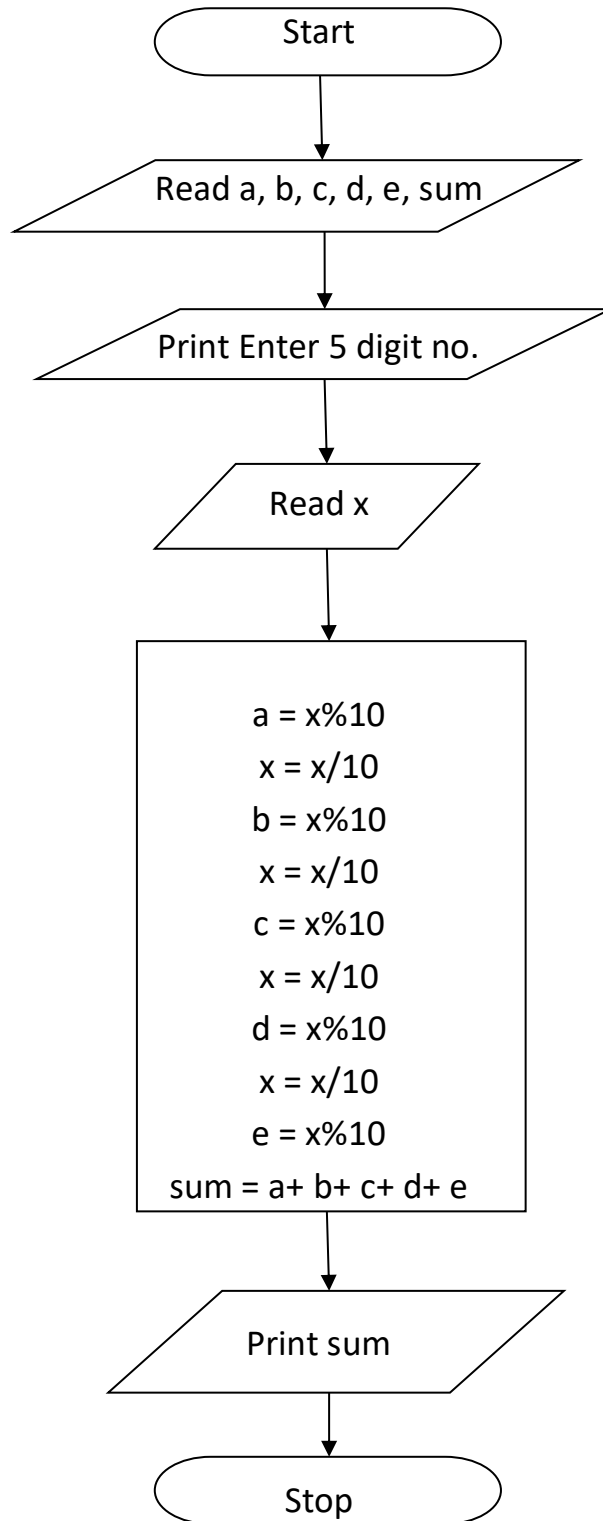 Start
Read a, b, c, d, e, sum
Print Enter 5 digit no.
Read x
a = x%10
x = x/10
b = x%10
x = x/10
c = x%10
x = x/10
d = x%10
x = x/10
e = x%10
sum = a+ b+ c+ d+ e
Print sum
Stop